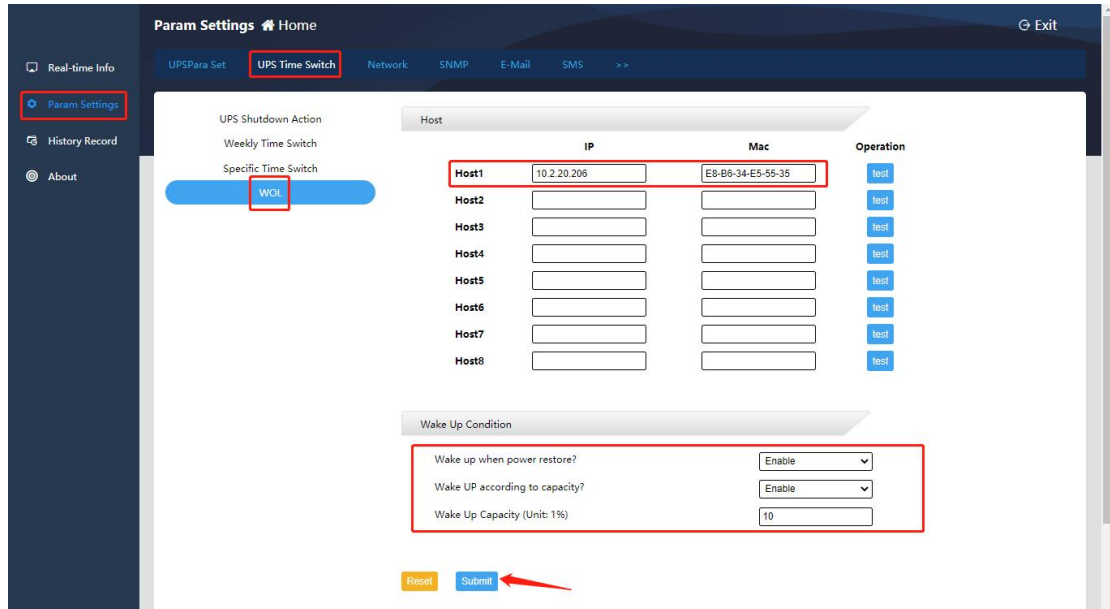 Param Settings Home Exit
Real-time Info
Param Settings
History Record
About
UPSPara Set UPS Time Switch Network SNMP E-Mail SMS >>
UPS Shutdown Action
Weekly Time Switch
Specific Time Switch
WOL
Host
IP Mac Operation
Host1 10.2.20.206 E8-B6-34-E5-55-35 test
Host2 test
Host3 test
Host4 test
Host5 test
Host6 test
Host7 test
Host8 test
Wake Up Condition
Wake up when power restore? Enable
Wake UP according to capacity? Enable
Wake Up Capacity (Unit: 1%) 10
Reset Submit